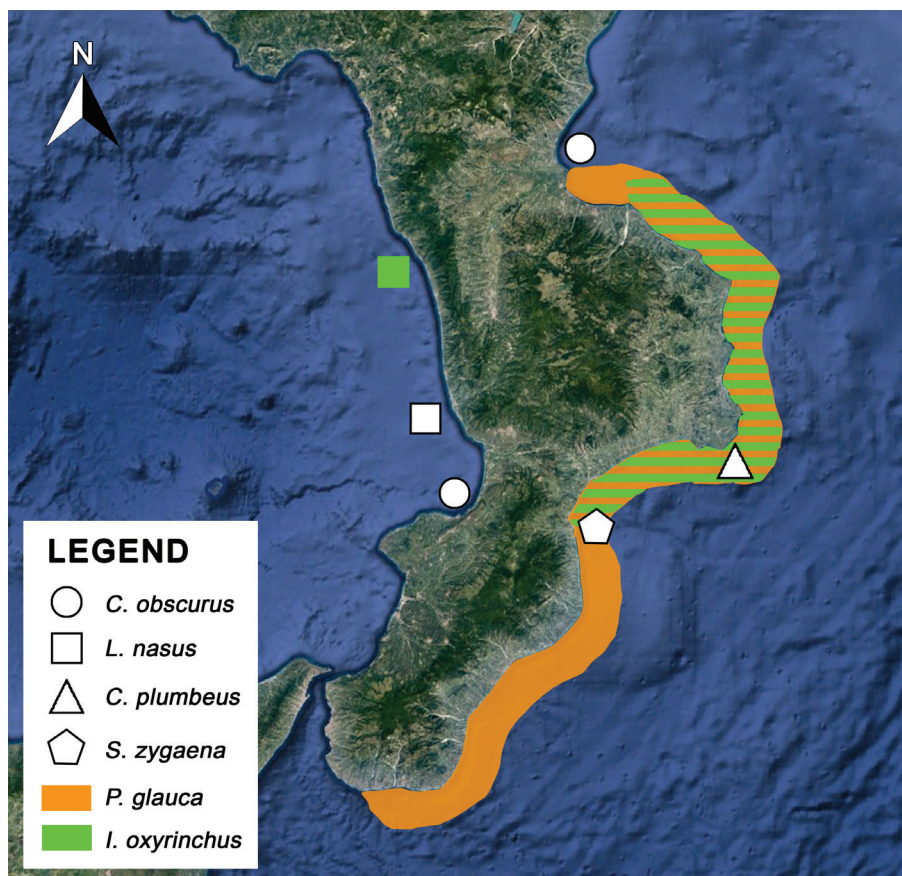 N
LEGEND
C. obscurus
L. nasus
C. plumbeus
S. zygaena
P. glauca
I. oxyrinchus